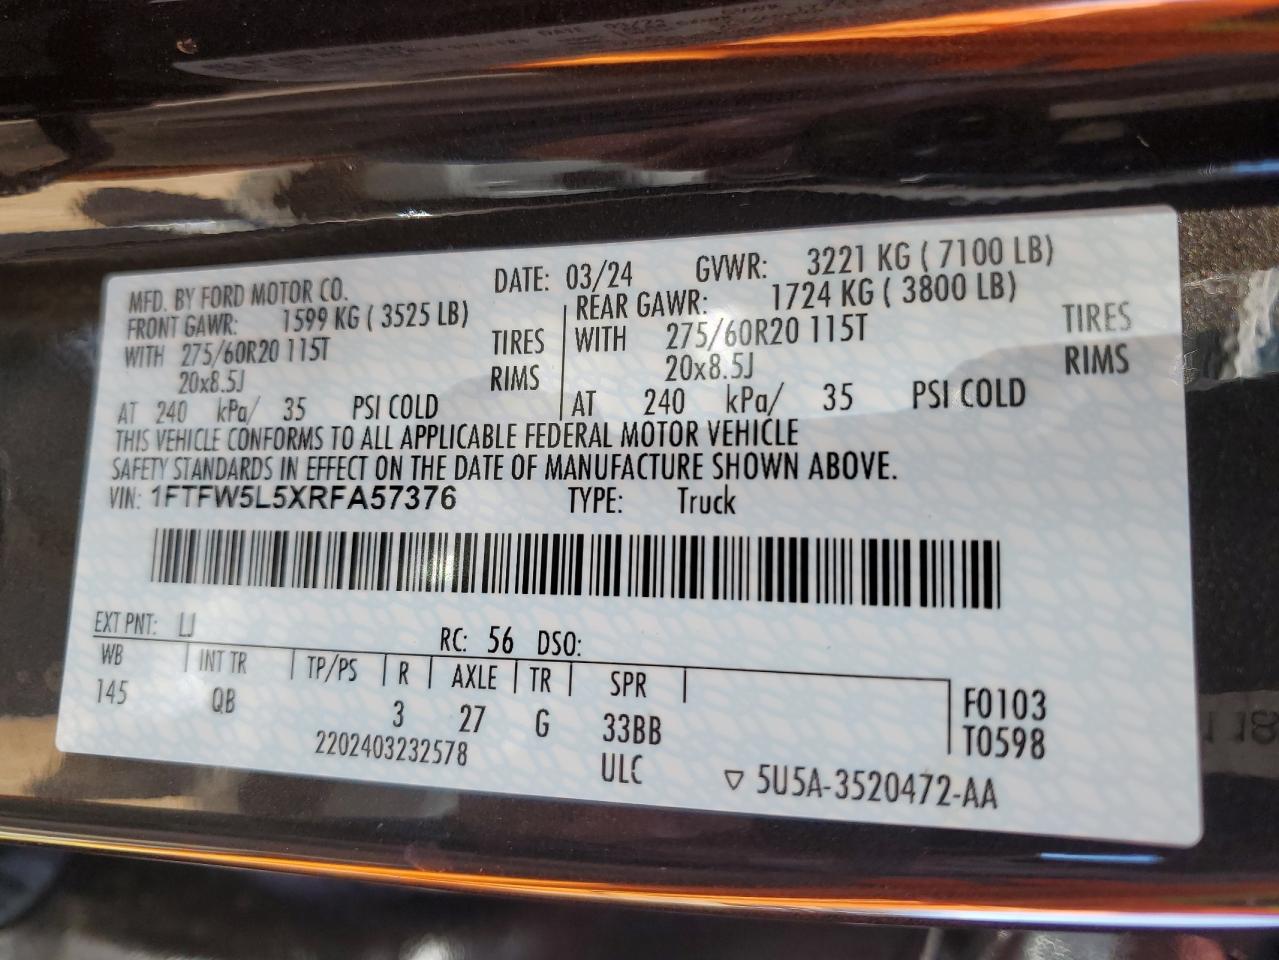 MFD. BY FORD MOTOR CO. DATE: 03/24 GVWR: 3221 KG ( 7100 LB)
FRONT GAWR: 1599 KG ( 3525 LB) REAR GAWR: 1724 KG ( 3800 LB)
WITH 275/60R20 115T TIRES WITH 275/60R20 115T TIRES
20x8.5J RIMS 20x8.5J RIMS
AT 240 kPa/ 35 PSI COLD AT 240 kPa/ 35 PSI COLD
THIS VEHICLE CONFORMS TO ALL APPLICABLE FEDERAL MOTOR VEHICLE
SAFETY STANDARDS IN EFFECT ON THE DATE OF MANUFACTURE SHOWN ABOVE.
VIN: 1FTFW5L5XRFA57376 TYPE: Truck
EXT PNT: LJ RC: 56 DSO:
WB INT TR TP/PS R AXLE TR SPR
145 QB 3 27 G 33BB F0103
T0598
2202403232578 ULC ▽ 5U5A-3520472-AA